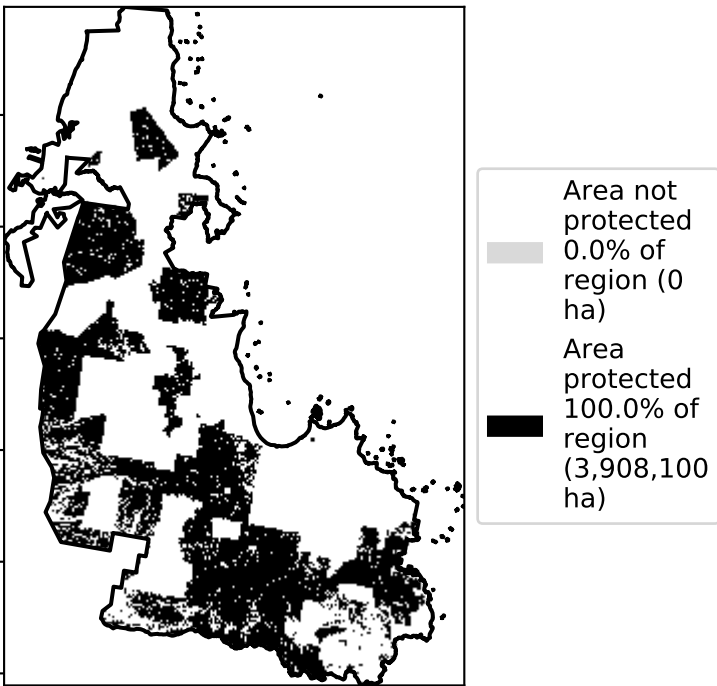 Area not
protected
0.0% of
region (0
ha)
Area
protected
100.0% of
region
(3,908,100
ha)